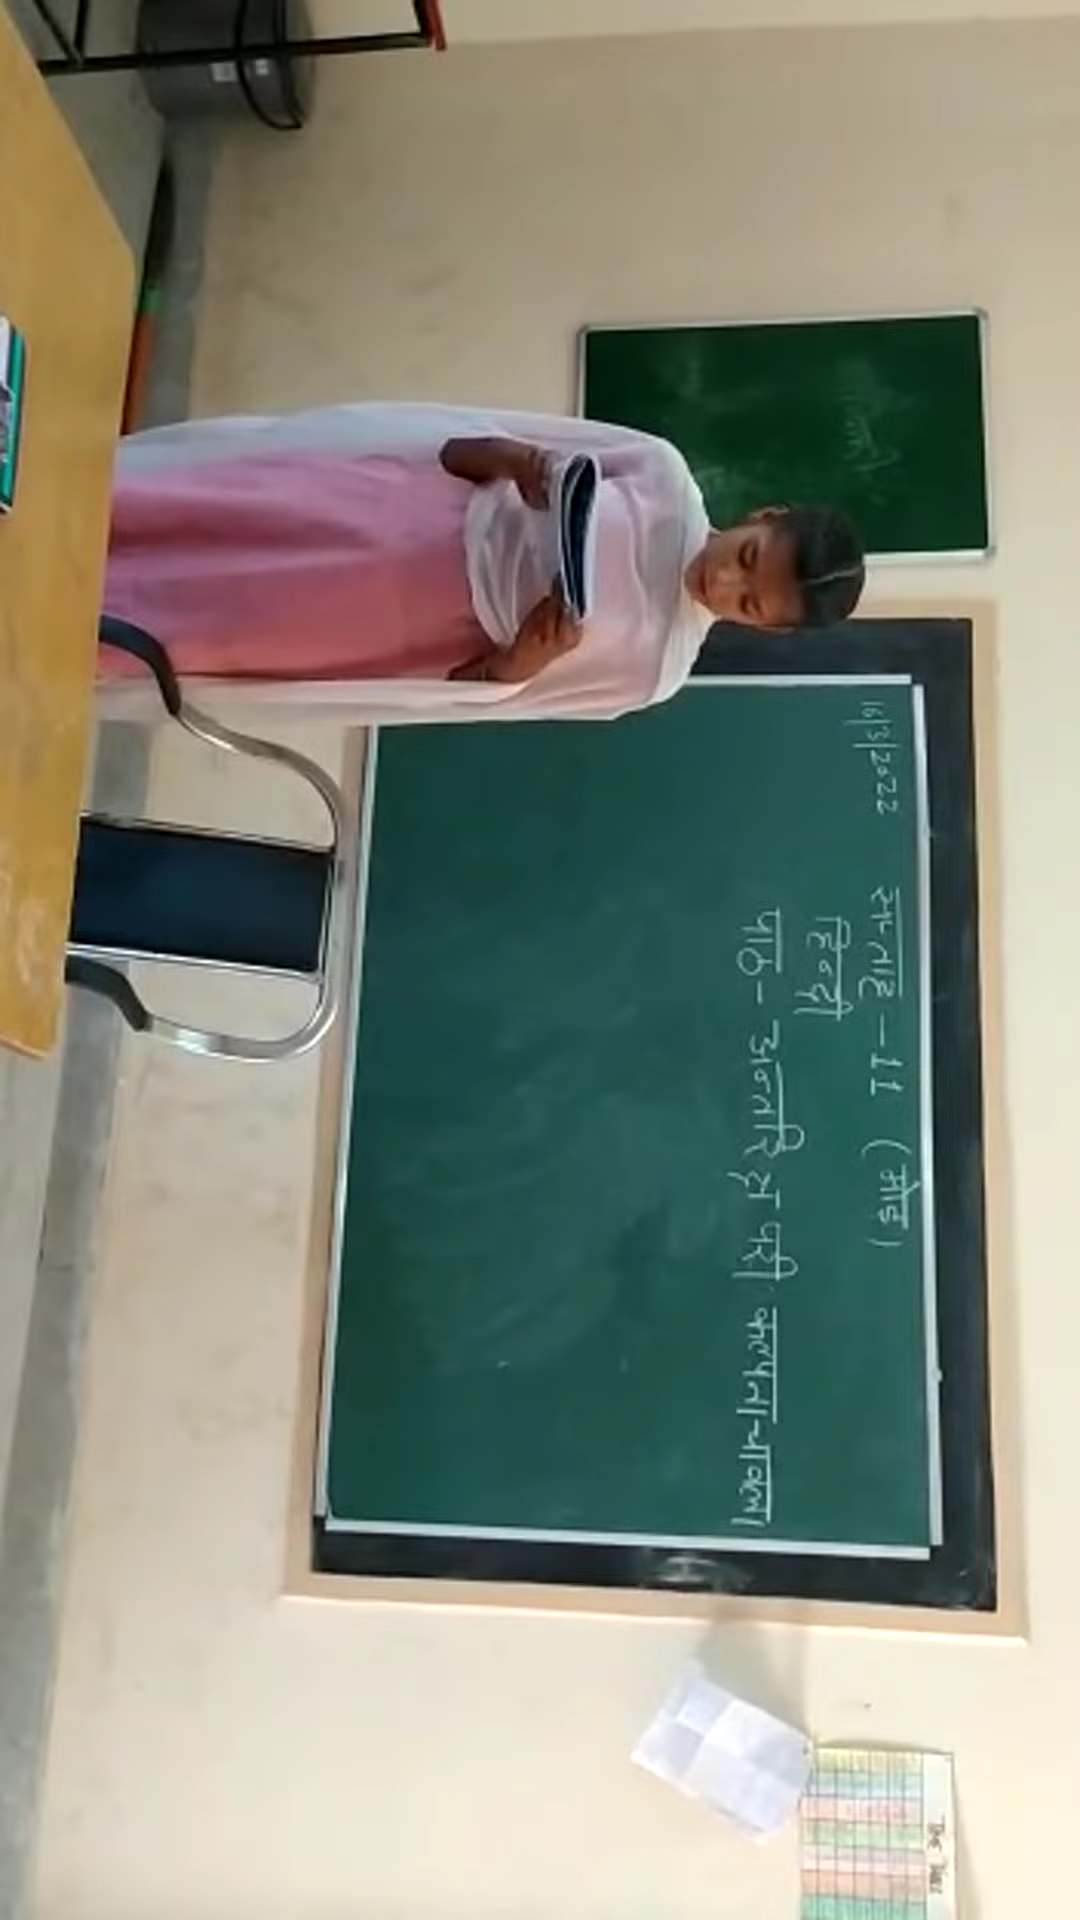 16/3/2022 सप्ताह - 11 (मोड)
हिन्दी
पाठ - अन्तरिक्ष परी कल्पना चावला